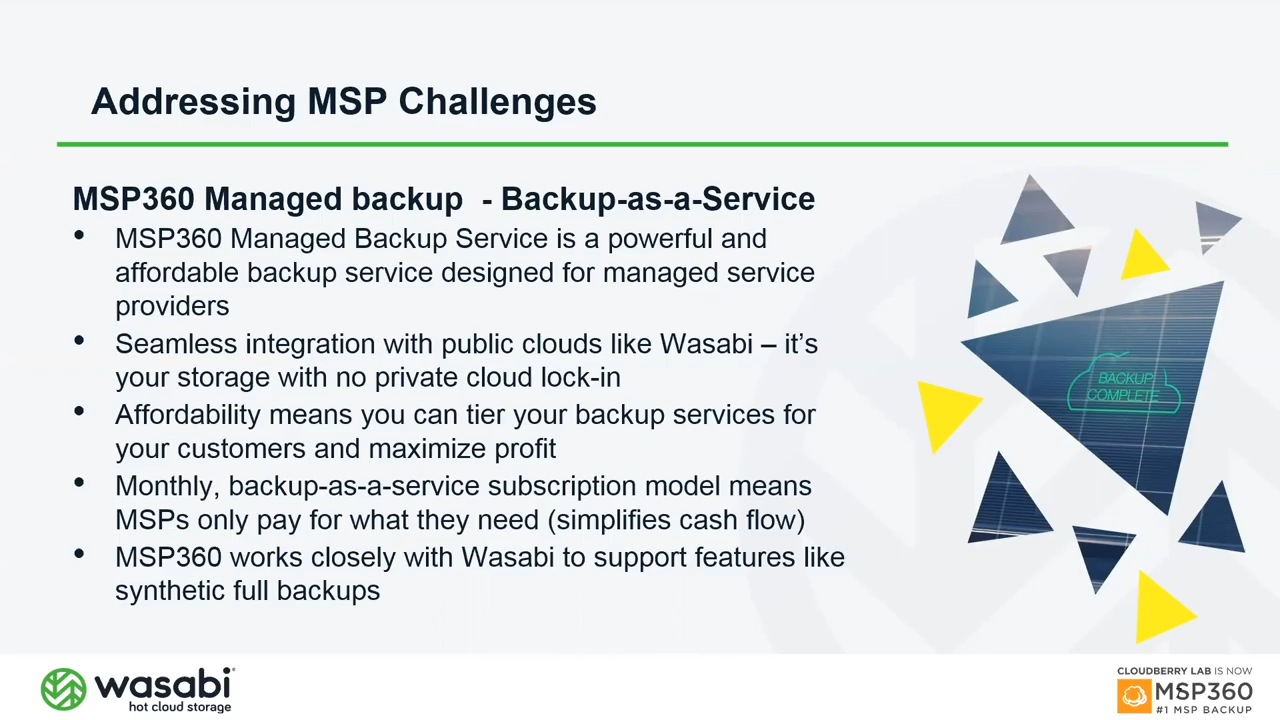 Addressing MSP Challenges
MSP360 Managed backup  - Backup-as-a-Service
• MSP360 Managed Backup Service is a powerful and
affordable backup service designed for managed service
providers
• Seamless integration with public clouds like Wasabi – it’s
your storage with no private cloud lock-in
• Affordability means you can tier your backup services for
your customers and maximize profit
• Monthly, backup-as-a-service subscription model means
MSPs only pay for what they need (simplifies cash flow)
• MSP360 works closely with Wasabi to support features like
synthetic full backups
BACKUP
COMPLETE
wasabi
hot cloud storage
CLOUDBERRY LAB IS NOW
MSP360
#1 MSP BACKUP